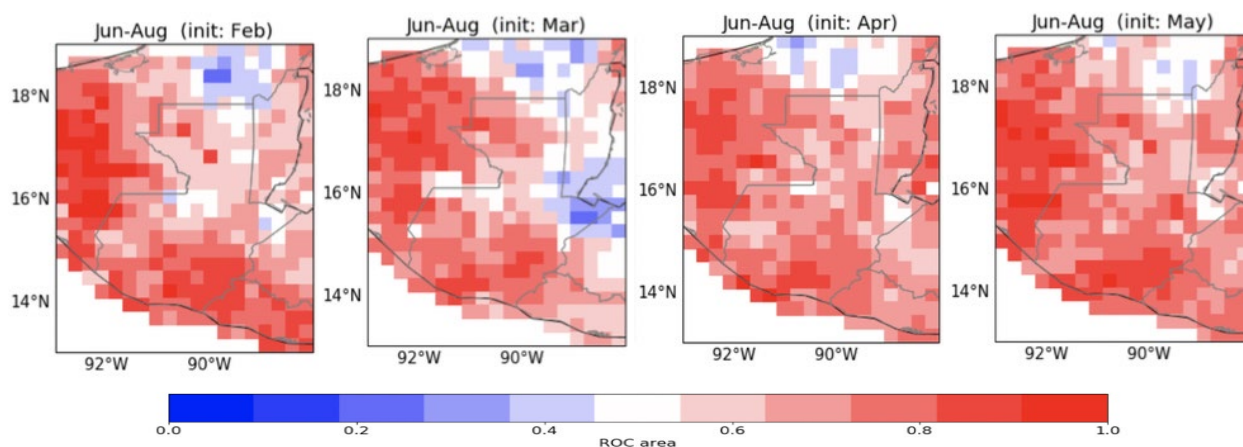 Jun-Aug (init: Feb)
Jun-Aug (init: Mar)
Jun-Aug (init: Apr)
Jun-Aug (init: May)
18°N
16°N
14°N
92°W 90°W
18°N
16°N
14°N
92°W 90°W
18°N
16°N
14°N
92°W 90°W
18°N
16°N
14°N
92°W 90°W
0.0 0.2 0.4 0.6 0.8 1.0
ROC area